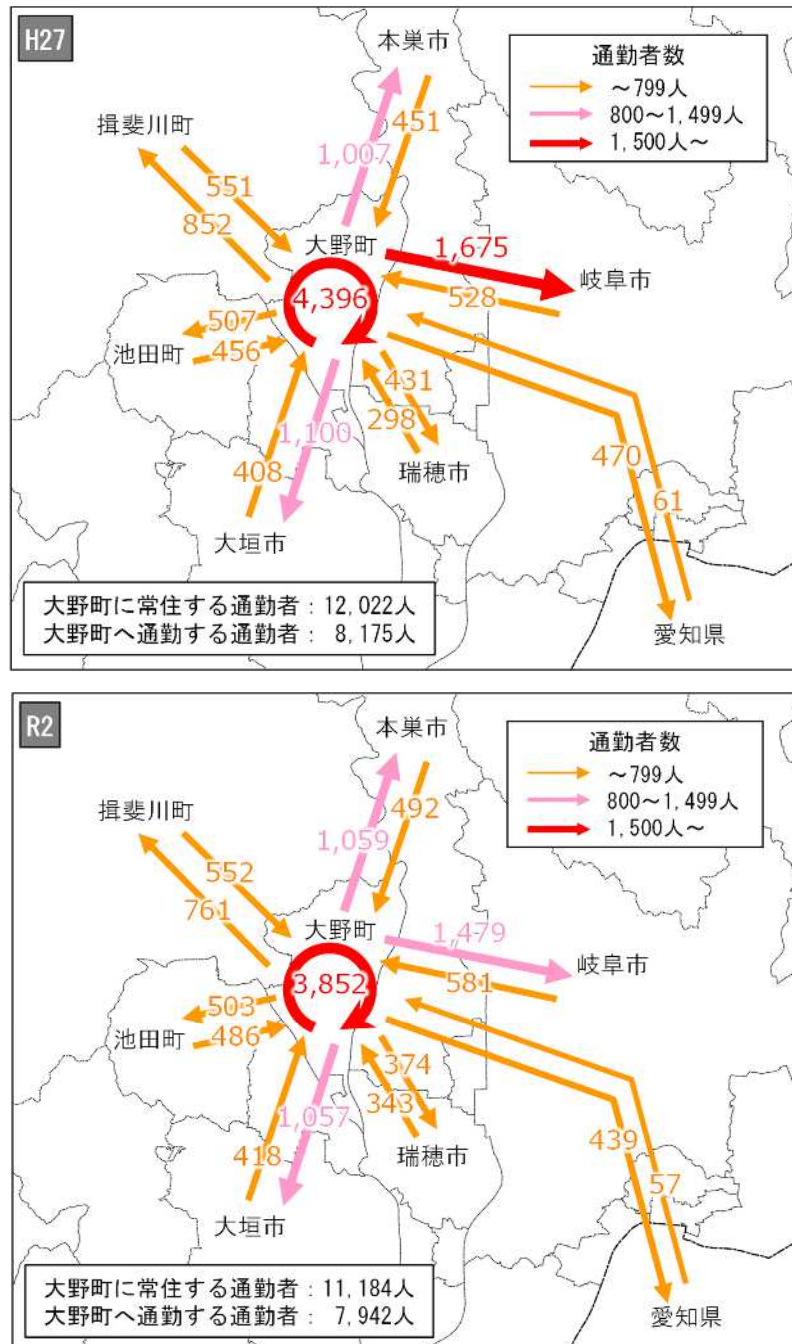 H27
本巣市
通勤者数
～799人
800～1,499人
1,500人～
揖斐川町
451
1,007
551
852
大野町
1,675
岐阜市
4,396
528
507
池田町
456
431
298
1,100
408
瑞穂市
470
61
大垣市
大野町に常住する通勤者：12,022人
大野町へ通勤する通勤者： 8,175人
愛知県
R2
本巣市
通勤者数
～799人
800～1,499人
1,500人～
揖斐川町
492
1,059
552
761
大野町
1,479
岐阜市
3,852
581
503
池田町
486
374
343
1,057
418
瑞穂市
439
57
大垣市
大野町に常住する通勤者：11,184人
大野町へ通勤する通勤者： 7,942人
愛知県